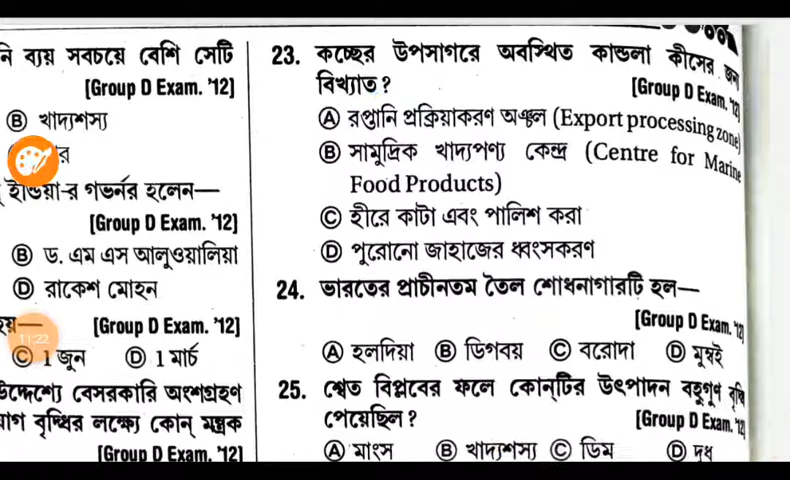 নি ব্যয় সবচয়ে বেশি সেটি
[Group D Exam. '12]
Ⓑ খাদ্যশস্য
র
ইন্ডিয়া-র গভর্নর হলেন—
[Group D Exam. '12]
Ⓑ ড. এম এস আলুওয়ালিয়া
Ⓓ রাকেশ মোহন
হয়— [Group D Exam. '12]
11:22
Ⓒ 1 জুন Ⓓ 1 মার্চ
উদ্দেশ্যে বেসরকারি অংশগ্রহণ
যোগ বৃদ্ধির লক্ষ্যে কোন্ মন্ত্রক
[Group D Exam. '12]
23. কচ্ছের উপসাগরে অবস্থিত কান্ডলা কীসের জন্য
বিখ্যাত?
[Group D Exam. '12]
Ⓐ রপ্তানি প্রক্রিয়াকরণ অঞ্চল (Export processing zone)
Ⓑ সামুদ্রিক খাদ্যপণ্য কেন্দ্র (Centre for Marine
Food Products)
Ⓒ হীরে কাটা এবং পালিশ করা
Ⓓ পুরোনো জাহাজের ধ্বংসকরণ
24. ভারতের প্রাচীনতম তৈল শোধনাগারটি হল—
[Group D Exam. '12]
Ⓐ হলদিয়া Ⓑ ডিগবয় Ⓒ বরোদা Ⓓ মুম্বই
25. শ্বেত বিপ্লবের ফলে কোন্‌টির উৎপাদন বহুগুণ বৃদ্ধি
পেয়েছিল?
[Group D Exam. '12]
Ⓐ মাংস Ⓑ খাদ্যশস্য Ⓒ ডিম Ⓓ দুধ